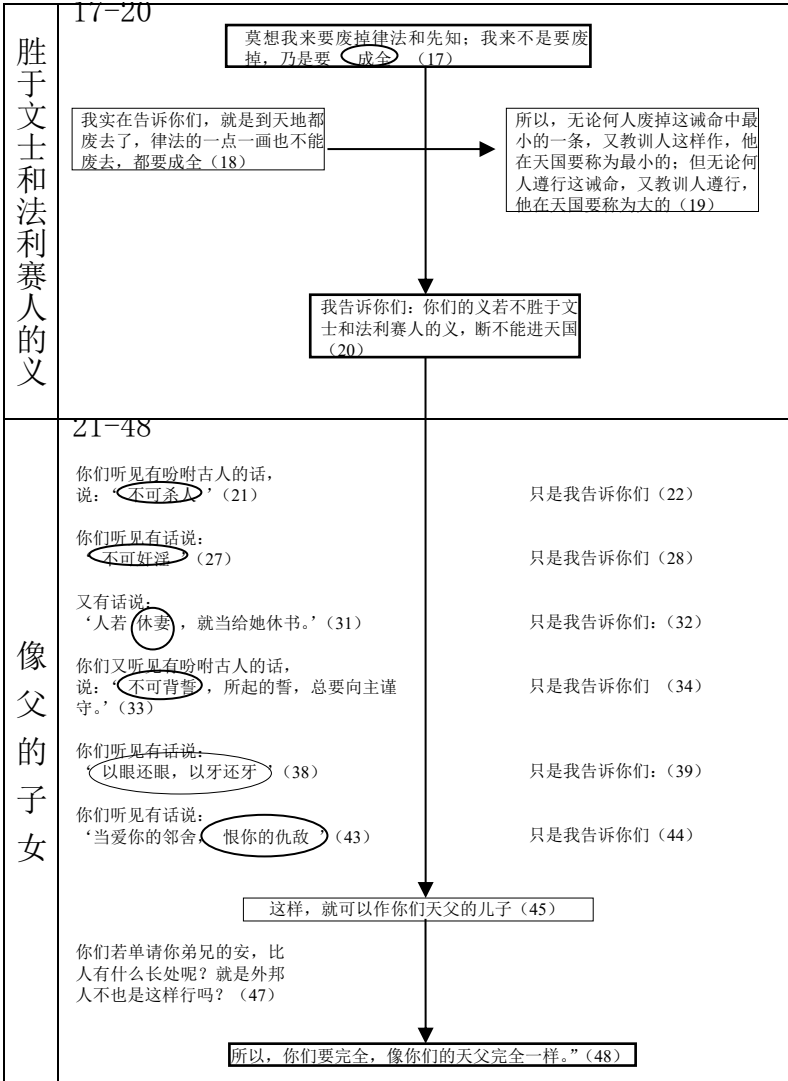 17-20
胜于文士和法利赛人的义
莫想我来要废掉律法和先知；我来不是要废
掉，乃是要 成全 （17）
我实在告诉你们，就是到天地都
废去了，律法的一点一画也不能
废去，都要成全（18）
所以，无论何人废掉这诫命中最
小的一条，又教训人这样作，他
在天国要称为最小的；但无论何
人遵行这诫命，又教训人遵行，
他在天国要称为大的（19）
我告诉你们：你们的义若不胜于文
士和法利赛人的义，断不能进天国
（20）
21-48
像父的子女
你们听见有吩咐古人的话，
说：‘ 不可杀人 ’（21）
只是我告诉你们（22）
你们听见有话说：
‘ 不可奸淫 ’（27）
只是我告诉你们（28）
又有话说：
‘人若 休妻 ，就当给她休书。’（31）
只是我告诉你们：（32）
你们又听见有吩咐古人的话，
说：‘ 不可背誓 ，所起的誓，总要向主谨
守。’（33）
只是我告诉你们 （34）
你们听见有话说：
‘ 以眼还眼，以牙还牙 ’（38）
只是我告诉你们：（39）
你们听见有话说：
‘当爱你的邻舍， 恨你的仇敌 ’（43）
只是我告诉你们（44）
这样，就可以作你们天父的儿子（45）
你们若单请你弟兄的安，比
人有什么长处呢？就是外邦
人不也是这样行吗？（47）
所以，你们要完全，像你们的天父完全一样。”（48）